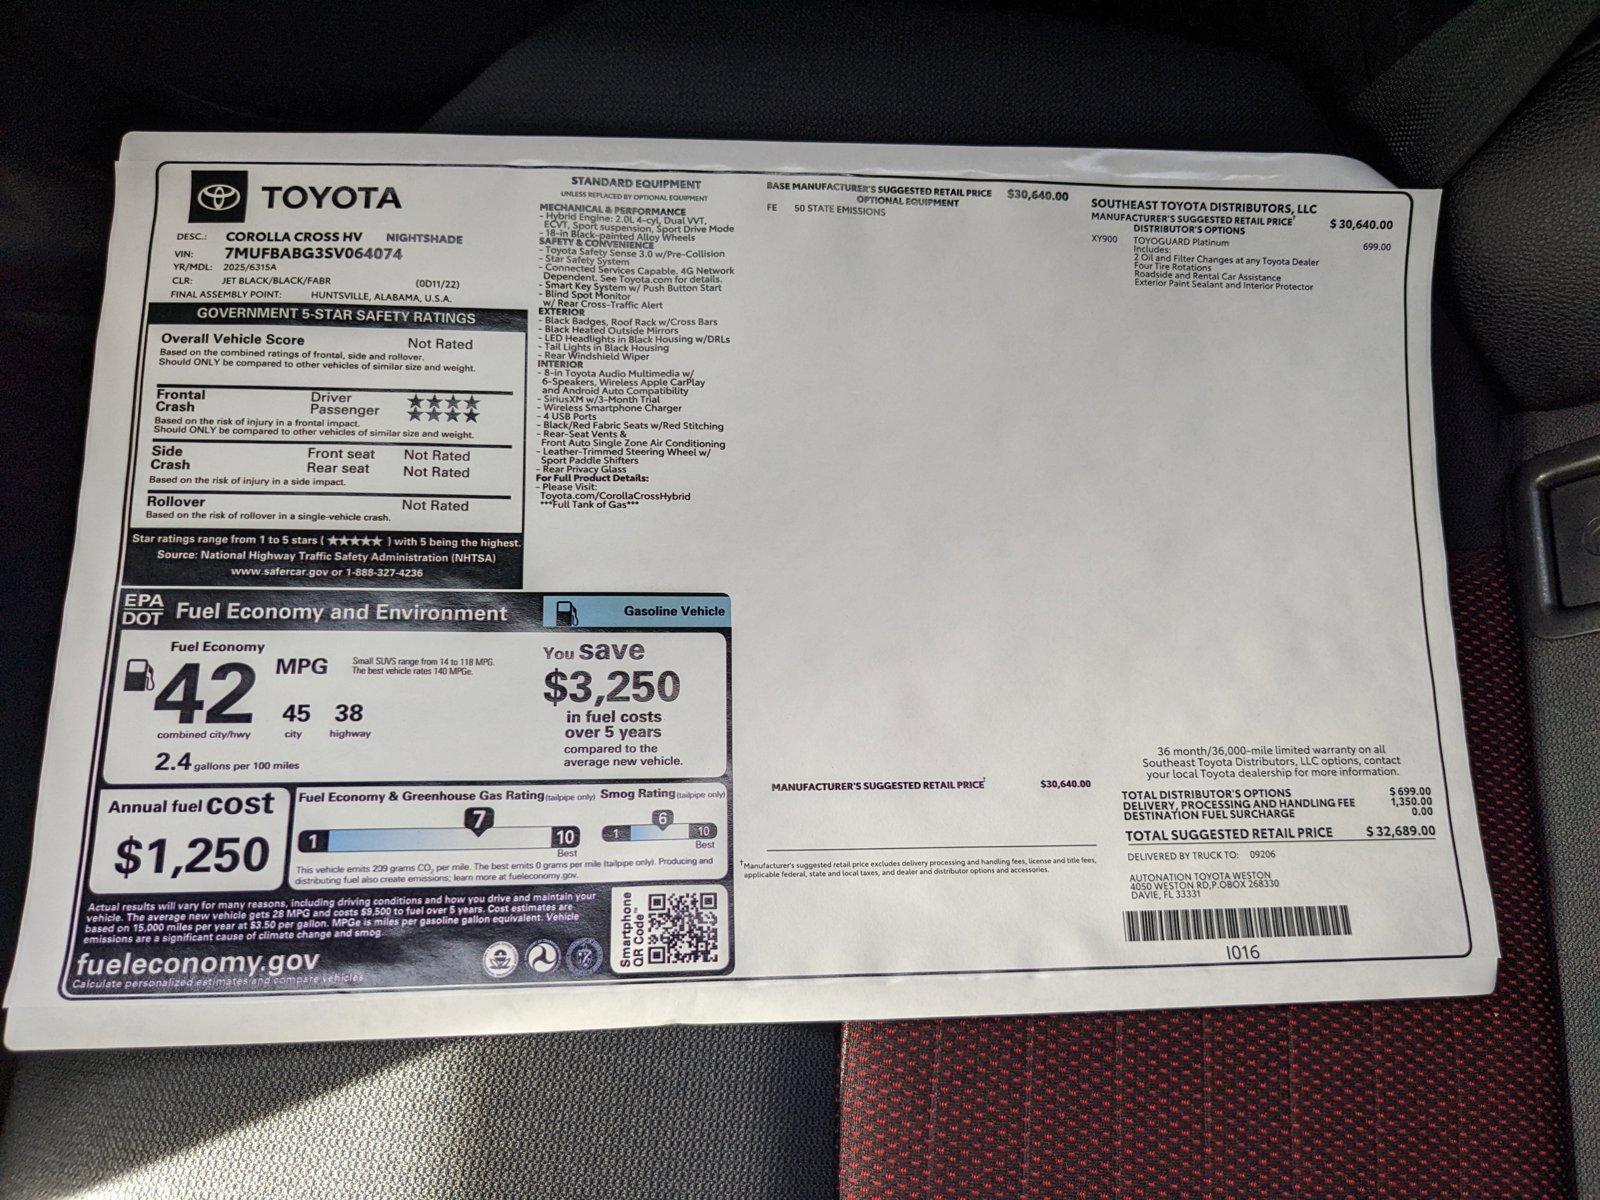 TOYOTA
DESC.: COROLLA CROSS HV NIGHTSHADE
VIN: 7MUFBABG3SV064074
YR/MDL: 2025/6315A
CLR: JET BLACK/BLACK/FABR (0D11/22)
FINAL ASSEMBLY POINT: HUNTSVILLE, ALABAMA, U.S.A.
GOVERNMENT 5-STAR SAFETY RATINGS
Overall Vehicle Score Not Rated
Based on the combined ratings of frontal, side and rollover.
Should ONLY be compared to other vehicles of similar size and weight.
Frontal Driver ★★★★
Crash Passenger ★★★★
Based on the risk of injury in a frontal impact.
Should ONLY be compared to other vehicles of similar size and weight.
Side Front seat Not Rated
Crash Rear seat Not Rated
Based on the risk of injury in a side impact.
Rollover Not Rated
Based on the risk of rollover in a single-vehicle crash.
Star ratings range from 1 to 5 stars (★★★★★) with 5 being the highest.
Source: National Highway Traffic Safety Administration (NHTSA)
www.safercar.gov or 1-888-327-4236
STANDARD EQUIPMENT
UNLESS REPLACED BY OPTIONAL EQUIPMENT
MECHANICAL & PERFORMANCE
- Hybrid Engine: 2.0L 4-cyl, Dual VVT,
ECVT, Sport suspension, Sport Drive Mode
- 18-in Black-painted Alloy Wheels
SAFETY & CONVENIENCE
- Toyota Safety Sense 3.0 w/Pre-Collision
- Star Safety System
- Connected Services Capable. 4G Network
Dependent. See Toyota.com for details.
- Smart Key System w/ Push Button Start
- Blind Spot Monitor
w/ Rear Cross-Traffic Alert
EXTERIOR
- Black Badges, Roof Rack w/Cross Bars
- Black Heated Outside Mirrors
- LED Headlights in Black Housing w/DRLs
- Tail Lights in Black Housing
- Rear Windshield Wiper
INTERIOR
- 8-in Toyota Audio Multimedia w/
6-Speakers, Wireless Apple CarPlay
and Android Auto Compatibility
- SiriusXM w/3-Month Trial
- Wireless Smartphone Charger
- 4 USB Ports
- Black/Red Fabric Seats w/Red Stitching
- Rear-Seat Vents &
Front Auto Single Zone Air Conditioning
- Leather-Trimmed Steering Wheel w/
Sport Paddle Shifters
- Rear Privacy Glass
For Full Product Details:
- Please Visit:
Toyota.com/CorollaCrossHybrid
***Full Tank of Gas***
BASE MANUFACTURER'S SUGGESTED RETAIL PRICE $30,640.00
OPTIONAL EQUIPMENT
FE 50 STATE EMISSIONS
MANUFACTURER'S SUGGESTED RETAIL PRICE† $30,640.00
†Manufacturer's suggested retail price excludes delivery processing and handling fees, license and title fees,
applicable federal, state and local taxes, and dealer and distributor options and accessories.
SOUTHEAST TOYOTA DISTRIBUTORS, LLC
MANUFACTURER'S SUGGESTED RETAIL PRICE† $ 30,640.00
DISTRIBUTOR'S OPTIONS
XY900 TOYOGUARD Platinum 699.00
Includes:
2 Oil and Filter Changes at any Toyota Dealer
Four Tire Rotations
Roadside and Rental Car Assistance
Exterior Paint Sealant and Interior Protector
36 month/36,000-mile limited warranty on all
Southeast Toyota Distributors, LLC options, contact
your local Toyota dealership for more information.
TOTAL DISTRIBUTOR'S OPTIONS $ 699.00
DELIVERY, PROCESSING AND HANDLING FEE 1,350.00
DESTINATION FUEL SURCHARGE 0.00
TOTAL SUGGESTED RETAIL PRICE $ 32,689.00
DELIVERED BY TRUCK TO: 09206
AUTONATION TOYOTA WESTON
4050 WESTON RD,P.OBOX 268330
DAVIE, FL 33331
I016
EPA
DOT
Fuel Economy and Environment
Gasoline Vehicle
Fuel Economy
42 MPG
Small SUVS range from 14 to 118 MPG.
The best vehicle rates 140 MPGe.
45 38
combined city/hwy city highway
2.4 gallons per 100 miles
You save
$3,250
in fuel costs
over 5 years
compared to the
average new vehicle.
Annual fuel cost
$1,250
Fuel Economy & Greenhouse Gas Rating (tailpipe only)
7
1 10
Best
Smog Rating (tailpipe only)
6
1 10
Best
This vehicle emits 209 grams CO2 per mile. The best emits 0 grams per mile (tailpipe only). Producing and
distributing fuel also create emissions; learn more at fueleconomy.gov.
Actual results will vary for many reasons, including driving conditions and how you drive and maintain your
vehicle. The average new vehicle gets 28 MPG and costs $9,500 to fuel over 5 years. Cost estimates are
based on 15,000 miles per year at $3.50 per gallon. MPGe is miles per gasoline gallon equivalent. Vehicle
emissions are a significant cause of climate change and smog.
fueleconomy.gov
Calculate personalized estimates and compare vehicles
Smartphone
QR Code™